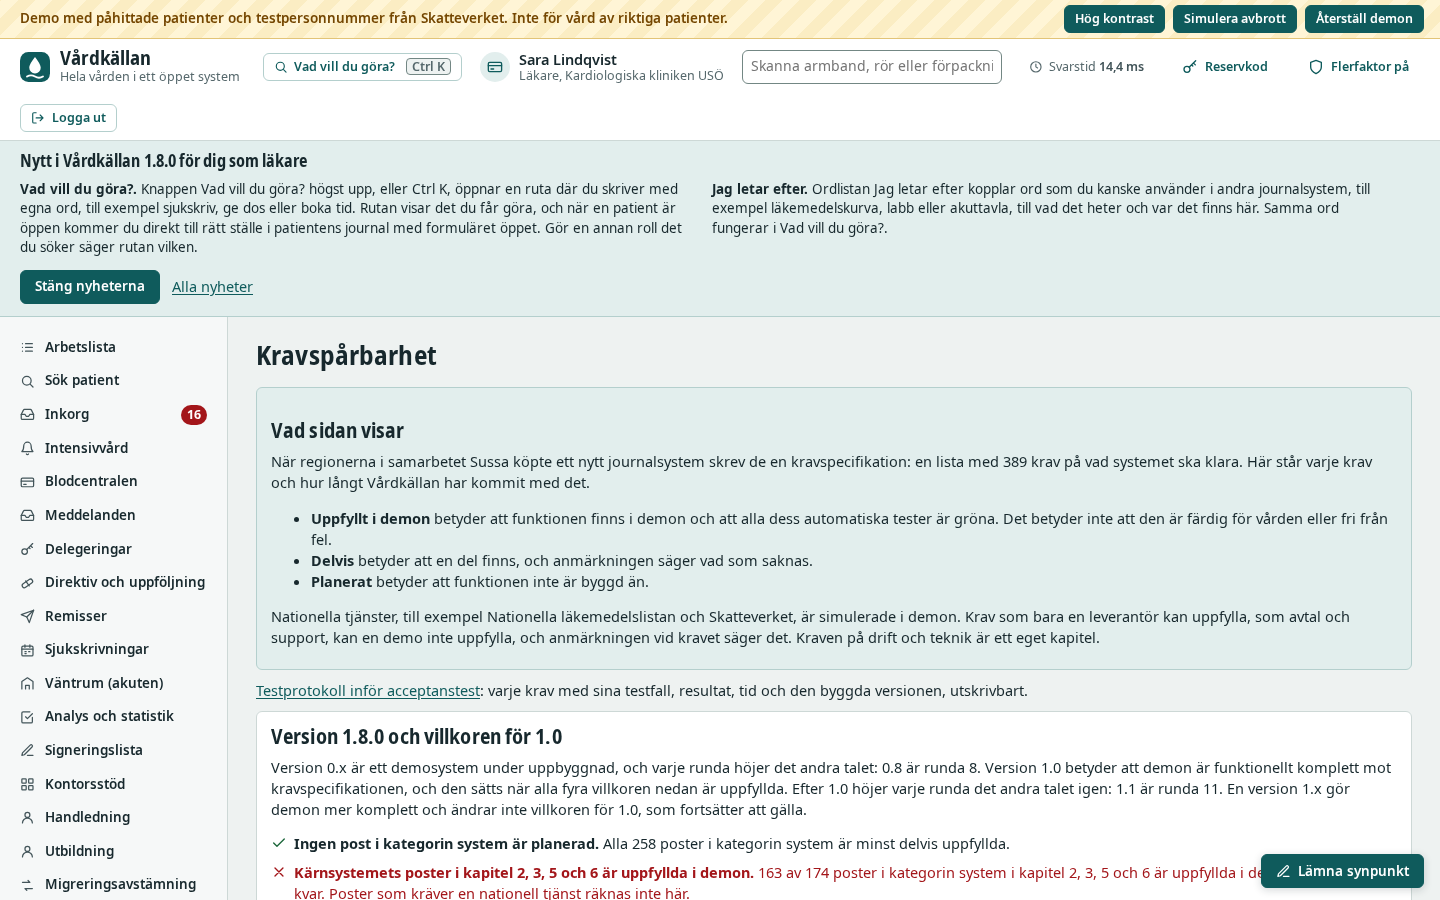 Demo med påhittade patienter och testpersonnummer från Skatteverket. Inte för vård av riktiga patienter.
Hög kontrast
Simulera avbrott
Återställ demon
Vårdkällan
Hela vården i ett öppet system
Vad vill du göra? Ctrl K
Sara Lindqvist
Läkare, Kardiologiska kliniken USÖ
Skanna armband, rör eller förpackni
Svarstid 14,4 ms
Reservkod
Flerfaktor på
Logga ut
Nytt i Vårdkällan 1.8.0 för dig som läkare
Vad vill du göra?. Knappen Vad vill du göra? högst upp, eller Ctrl K, öppnar en ruta där du skriver med
egna ord, till exempel sjukskriv, ge dos eller boka tid. Rutan visar det du får göra, och när en patient är
öppen kommer du direkt till rätt ställe i patientens journal med formuläret öppet. Gör en annan roll det
du söker säger rutan vilken.
Jag letar efter. Ordlistan Jag letar efter kopplar ord som du kanske använder i andra journalsystem, till
exempel läkemedelskurva, labb eller akuttavla, till vad det heter och var det finns här. Samma ord
fungerar i Vad vill du göra?.
Stäng nyheterna
Alla nyheter
Arbetslista
Sök patient
Inkorg 16
Intensivvård
Blodcentralen
Meddelanden
Delegeringar
Direktiv och uppföljning
Remisser
Sjukskrivningar
Väntrum (akuten)
Analys och statistik
Signeringslista
Kontorsstöd
Handledning
Utbildning
Migreringsavstämning
Kravspårbarhet
Vad sidan visar
När regionerna i samarbetet Sussa köpte ett nytt journalsystem skrev de en kravspecifikation: en lista med 389 krav på vad systemet ska klara. Här står varje krav
och hur långt Vårdkällan har kommit med det.
• Uppfyllt i demon betyder att funktionen finns i demon och att alla dess automatiska tester är gröna. Det betyder inte att den är färdig för vården eller fri från
fel.
• Delvis betyder att en del finns, och anmärkningen säger vad som saknas.
• Planerat betyder att funktionen inte är byggd än.
Nationella tjänster, till exempel Nationella läkemedelslistan och Skatteverket, är simulerade i demon. Krav som bara en leverantör kan uppfylla, som avtal och
support, kan en demo inte uppfylla, och anmärkningen vid kravet säger det. Kraven på drift och teknik är ett eget kapitel.
Testprotokoll inför acceptanstest: varje krav med sina testfall, resultat, tid och den byggda versionen, utskrivbart.
Version 1.8.0 och villkoren för 1.0
Version 0.x är ett demosystem under uppbyggnad, och varje runda höjer det andra talet: 0.8 är runda 8. Version 1.0 betyder att demon är funktionellt komplett mot
kravspecifikationen, och den sätts när alla fyra villkoren nedan är uppfyllda. Efter 1.0 höjer varje runda det andra talet igen: 1.1 är runda 11. En version 1.x gör
demon mer komplett och ändrar inte villkoren för 1.0, som fortsätter att gälla.
Ingen post i kategorin system är planerad. Alla 258 poster i kategorin system är minst delvis uppfyllda.
Kärnsystemets poster i kapitel 2, 3, 5 och 6 är uppfyllda i demon. 163 av 174 poster i kategorin system i kapitel 2, 3, 5 och 6 är uppfyllda i de
kvar. Poster som kräver en nationell tjänst räknas inte här.
Lämna synpunkt